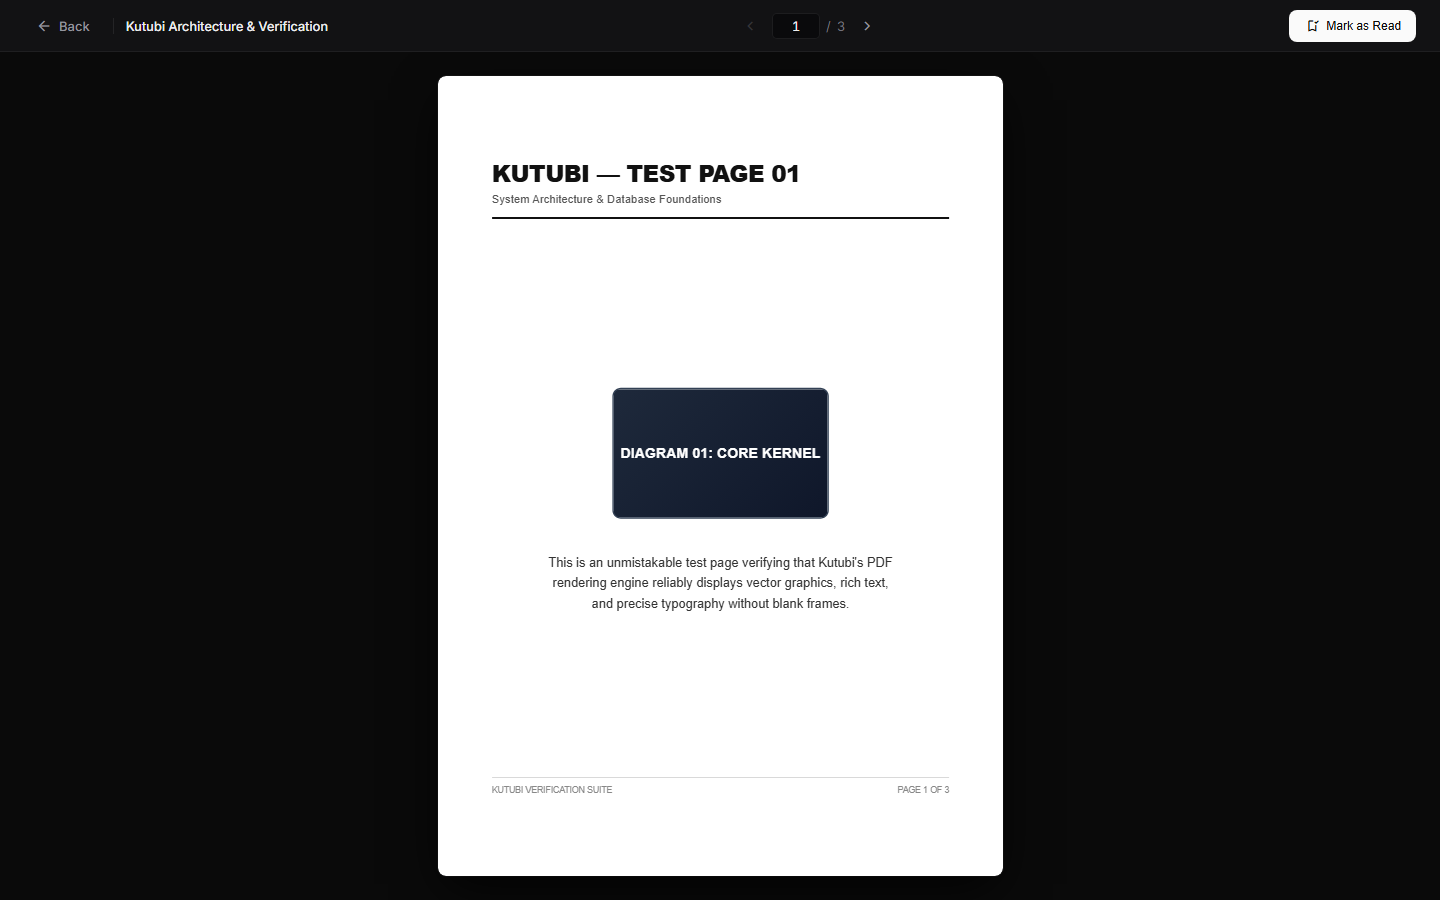 Back
Kutubi Architecture & Verification
1 / 3
Mark as Read
KUTUBI — TEST PAGE 01
System Architecture & Database Foundations
DIAGRAM 01: CORE KERNEL
This is an unmistakable test page verifying that Kutubi's PDF
rendering engine reliably displays vector graphics, rich text,
and precise typography without blank frames.
KUTUBI VERIFICATION SUITE
PAGE 1 OF 3